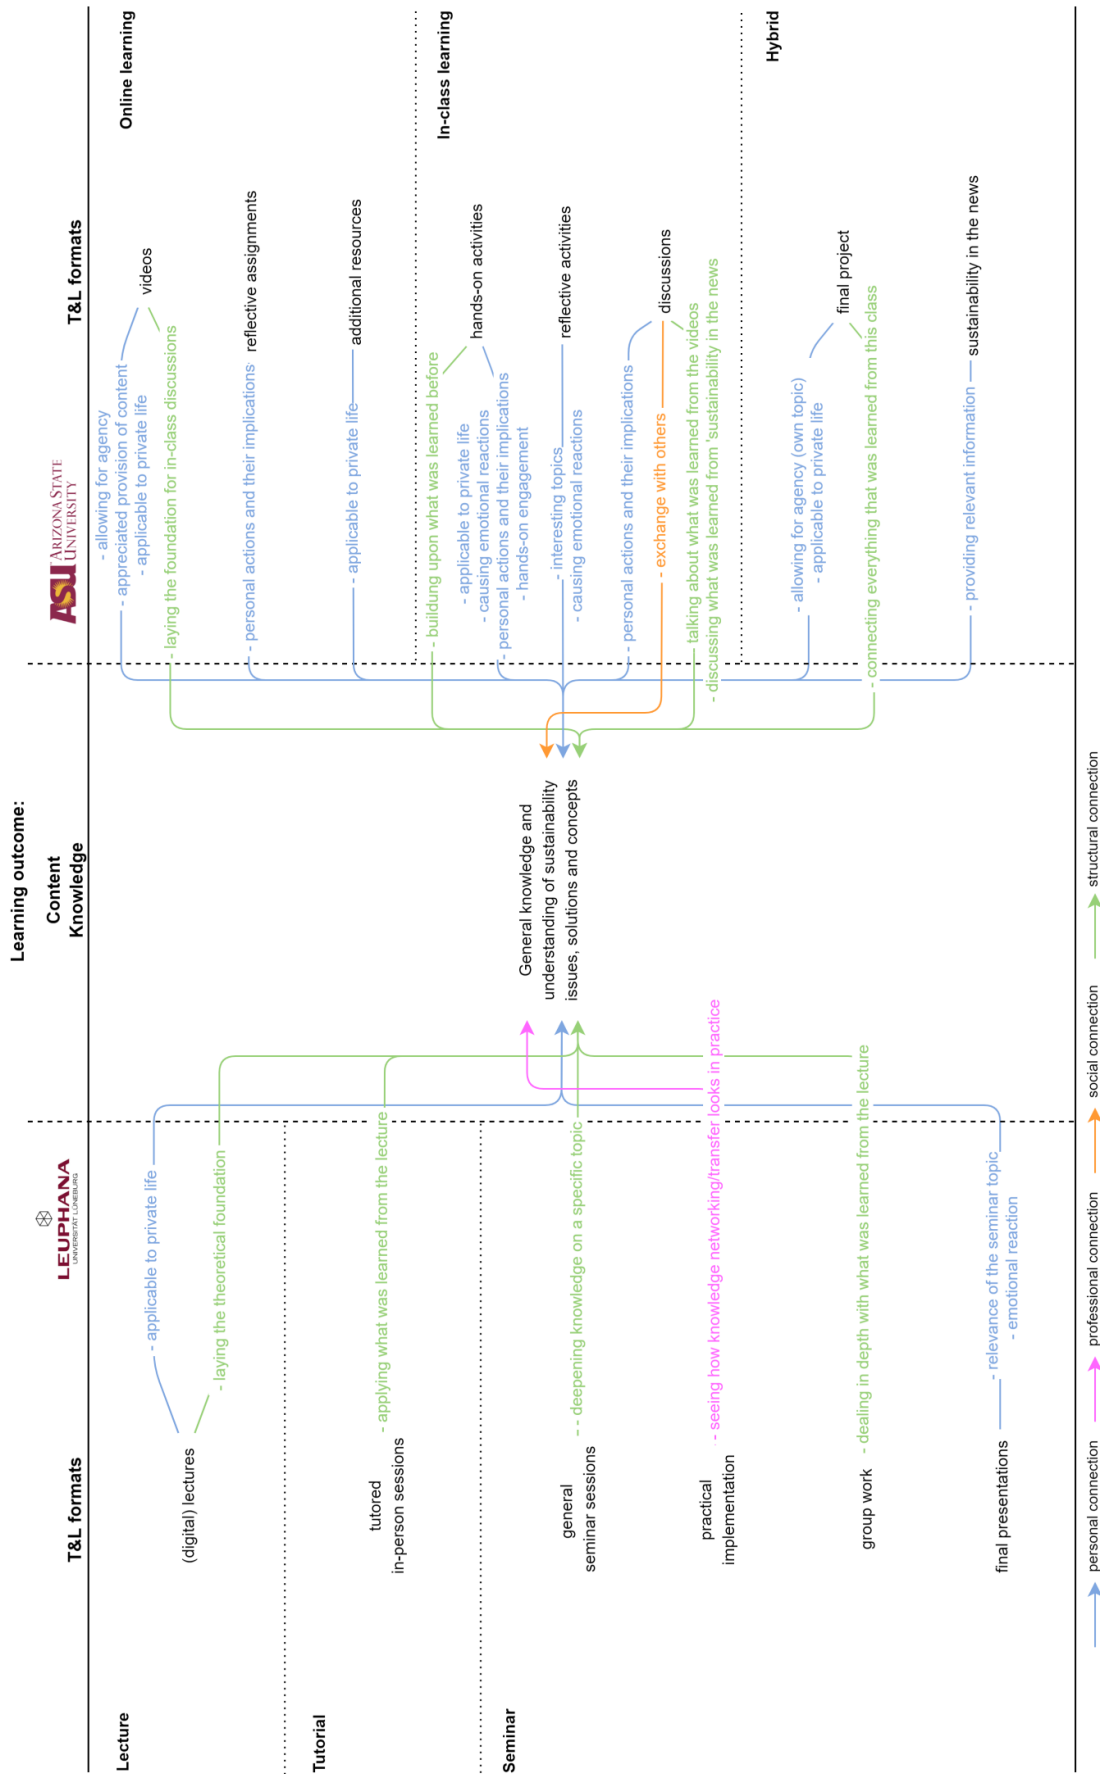 Learning outcome:
Content
Knowledge
T&L formats
LEUPHANA
UNIVERSITÄT LÜNEBURG
ASU ARIZONA STATE
UNIVERSITY
T&L formats
Lecture
(digital) lectures
- applicable to private life
- laying the theoretical foundation
Tutorial
tutored
in-person sessions
- applying what was learned from the lecture
Seminar
general
seminar sessions
- - deepening knowledge on a specific topic
practical
implementation
- seeing how knowledge networking/transfer looks in practice
group work
- dealing in depth with what was learned from the lecture
final presentations
- relevance of the seminar topic
- emotional reaction
General knowledge and
understanding of sustainability
issues, solutions and concepts
Online learning
- allowing for agency
- appreciated provision of content
- applicable to private life
- laying the foundation for in-class discussions
videos
- personal actions and their implications
reflective assignments
- applicable to private life
additional resources
In-class learning
- buildung upon what was learned before
- applicable to private life
- causing emotional reactions
- personal actions and their implications
- hands-on engagement
hands-on activities
- interesting topics
- causing emotional reactions
reflective activities
- personal actions and their implications
- exchange with others
- talking about what was learned from the videos
- discussing what was learned from 'sustainability in the news
discussions
Hybrid
- allowing for agency (own topic)
- applicable to private life
- connecting everything that was learned from this class
final project
- providing relevant information
sustainability in the news
personal connection
professional connection
social connection
structural connection